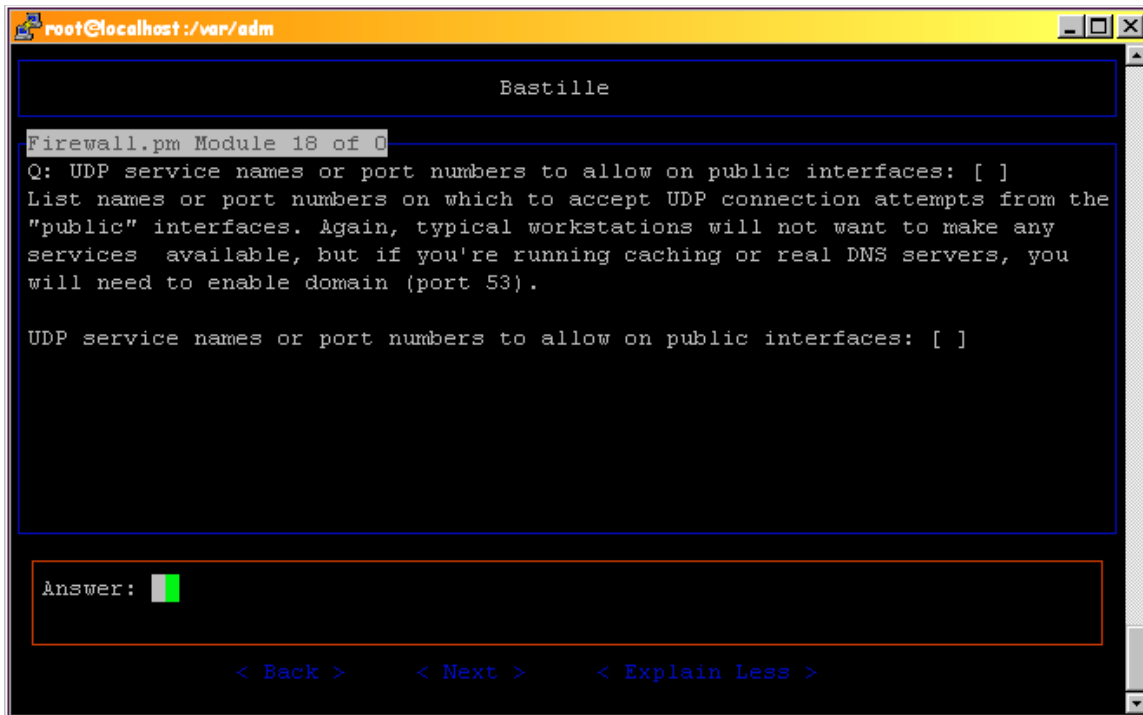 root@localhost:/var/adm
Bastille
Firewall.pm Module 18 of 0
Q: UDP service names or port numbers to allow on public interfaces: [ ]
List names or port numbers on which to accept UDP connection attempts from the
"public" interfaces. Again, typical workstations will not want to make any
services  available, but if you're running caching or real DNS servers, you
will need to enable domain (port 53).
UDP service names or port numbers to allow on public interfaces: [ ]
Answer:
< Back > < Next > < Explain Less >